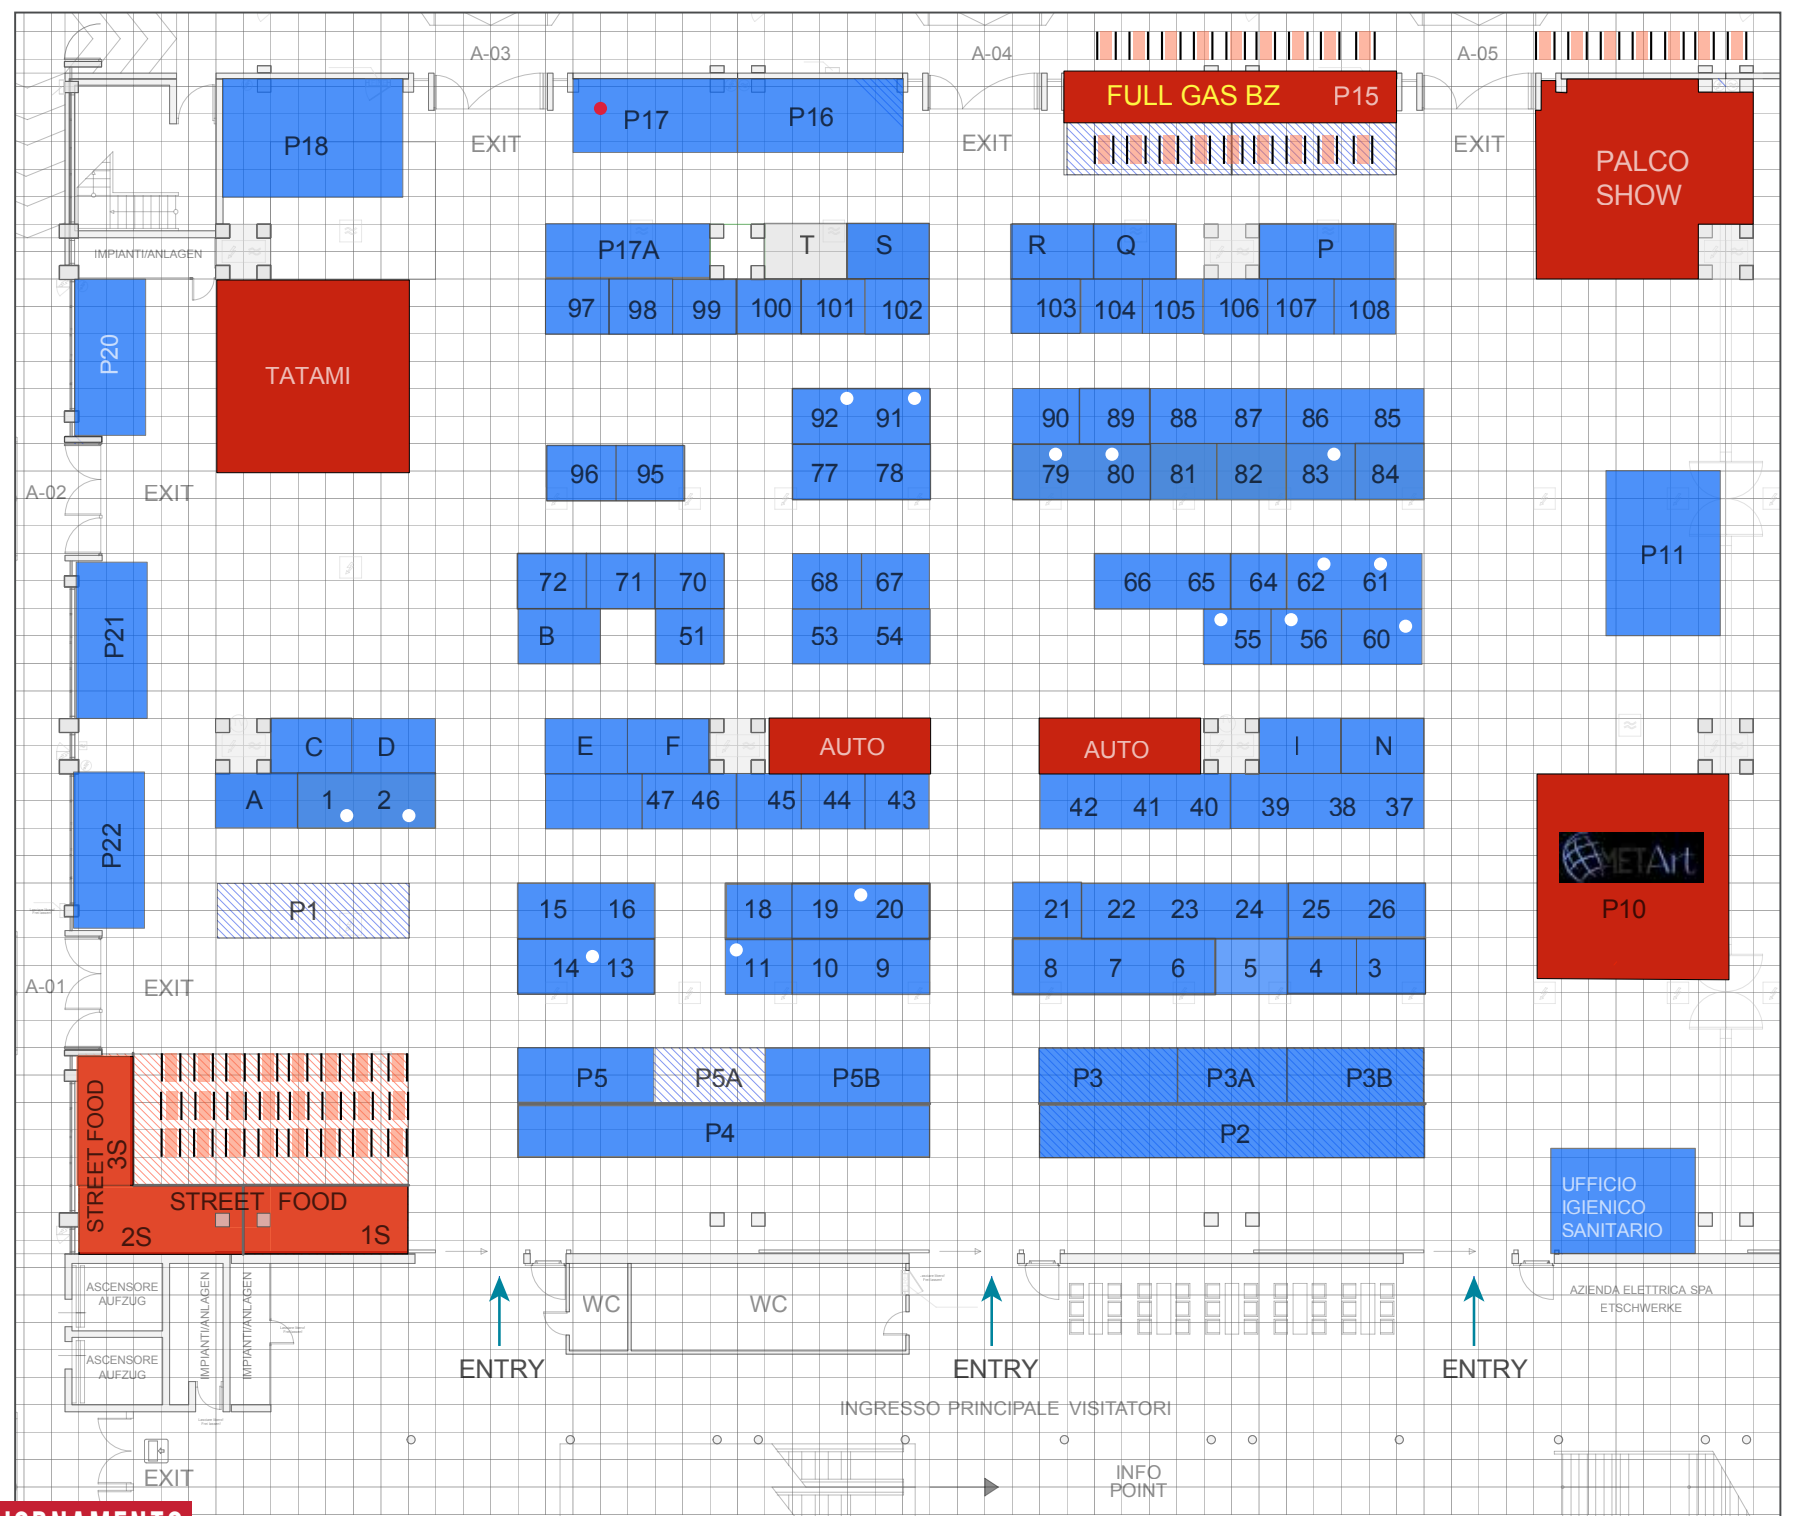 A-03
A-04
A-05
FULL GAS BZ P15
P17
P16
P18
EXIT
EXIT
EXIT
PALCO
SHOW
IMPIANTI/ANLAGEN
P17A
T
S
R
Q
P
97 98 99 100 101 102
103 104 105 106 107 108
P20
TATAMI
92 91
90 89 88 87 86 85
96 95
77 78
79 80 81 82 83 84
A-02
EXIT
P11
72 71 70
68 67
66 65 64 62 61
B
51
53 54
55 56 60
P21
C D
E F
AUTO
AUTO
I N
A 1 2
47 46 45 44 43
42 41 40 39 38 37
P22
METArt
P10
P1
15 16
18 19 20
21 22 23 24 25 26
14 13
11 10 9
8 7 6 5 4 3
A-01
EXIT
P5 P5A P5B
P3 P3A P3B
P4
P2
STREET FOOD
3S
STREET FOOD
2S
1S
UFFICIO
IGIENICO
SANITARIO
ASCENSORE
AUFZUG
ASCENSORE
AUFZUG
IMPIANTI/ANLAGEN
IMPIANTI/ANLAGEN
WC
WC
AZIENDA ELETTRICA SPA
ETSCHWERKE
ENTRY
ENTRY
ENTRY
INGRESSO PRINCIPALE VISITATORI
EXIT
INFO
POINT